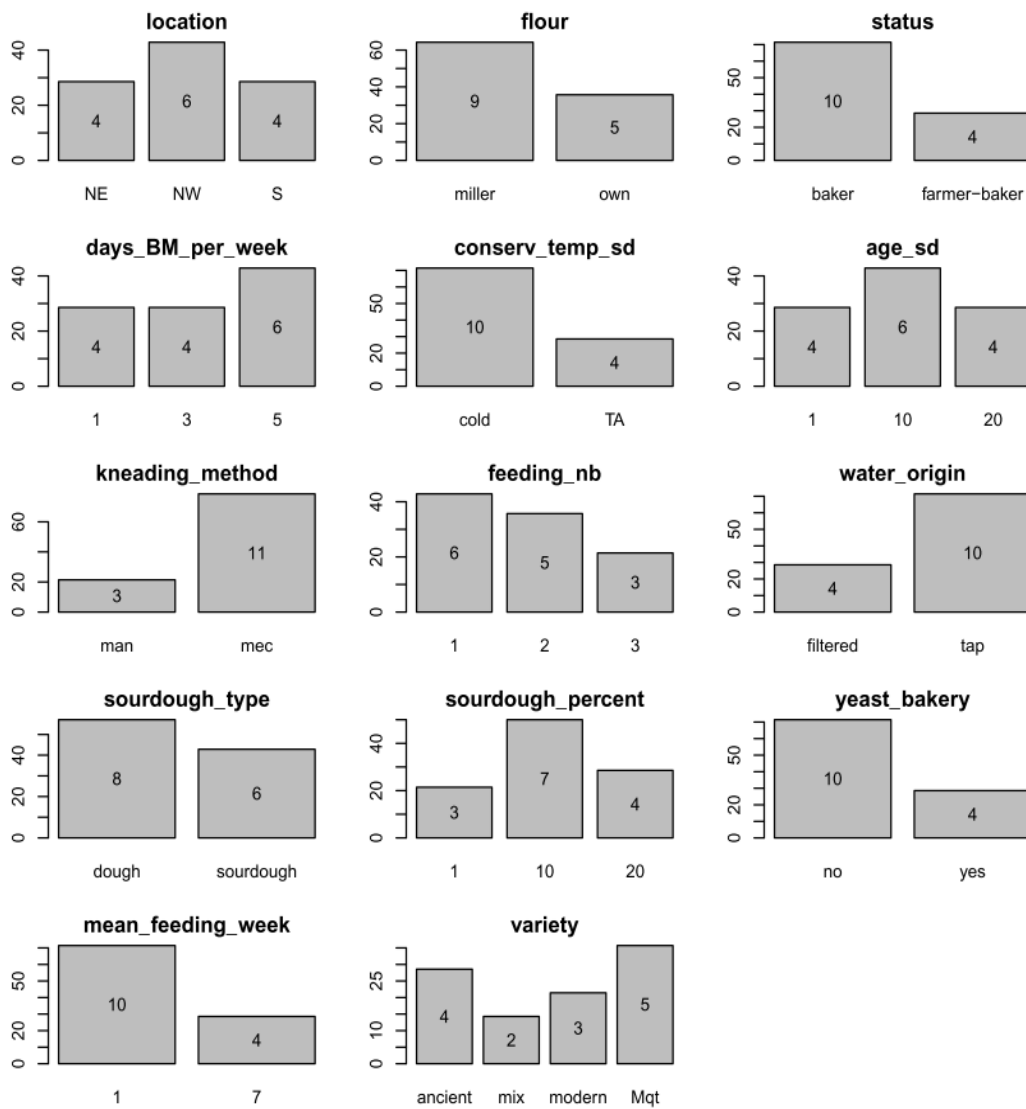 location
0 20 40
4 6 4
NE NW S
flour
0 20 40 60
9 5
miller own
status
0 20 50
10 4
baker farmer−baker
days_BM_per_week
0 20 40
4 4 6
1 3 5
conserv_temp_sd
0 20 50
10 4
cold TA
age_sd
0 20 40
4 6 4
1 10 20
kneading_method
0 20 60
3 11
man mec
feeding_nb
0 20 40
6 5 3
1 2 3
water_origin
0 20 50
4 10
filtered tap
sourdough_type
0 20 40
8 6
dough sourdough
sourdough_percent
0 20 40
3 7 4
1 10 20
yeast_bakery
0 20 50
10 4
no yes
mean_feeding_week
0 20 50
10 4
1 7
variety
0 10 25
4 2 3 5
ancient mix modern Mqt